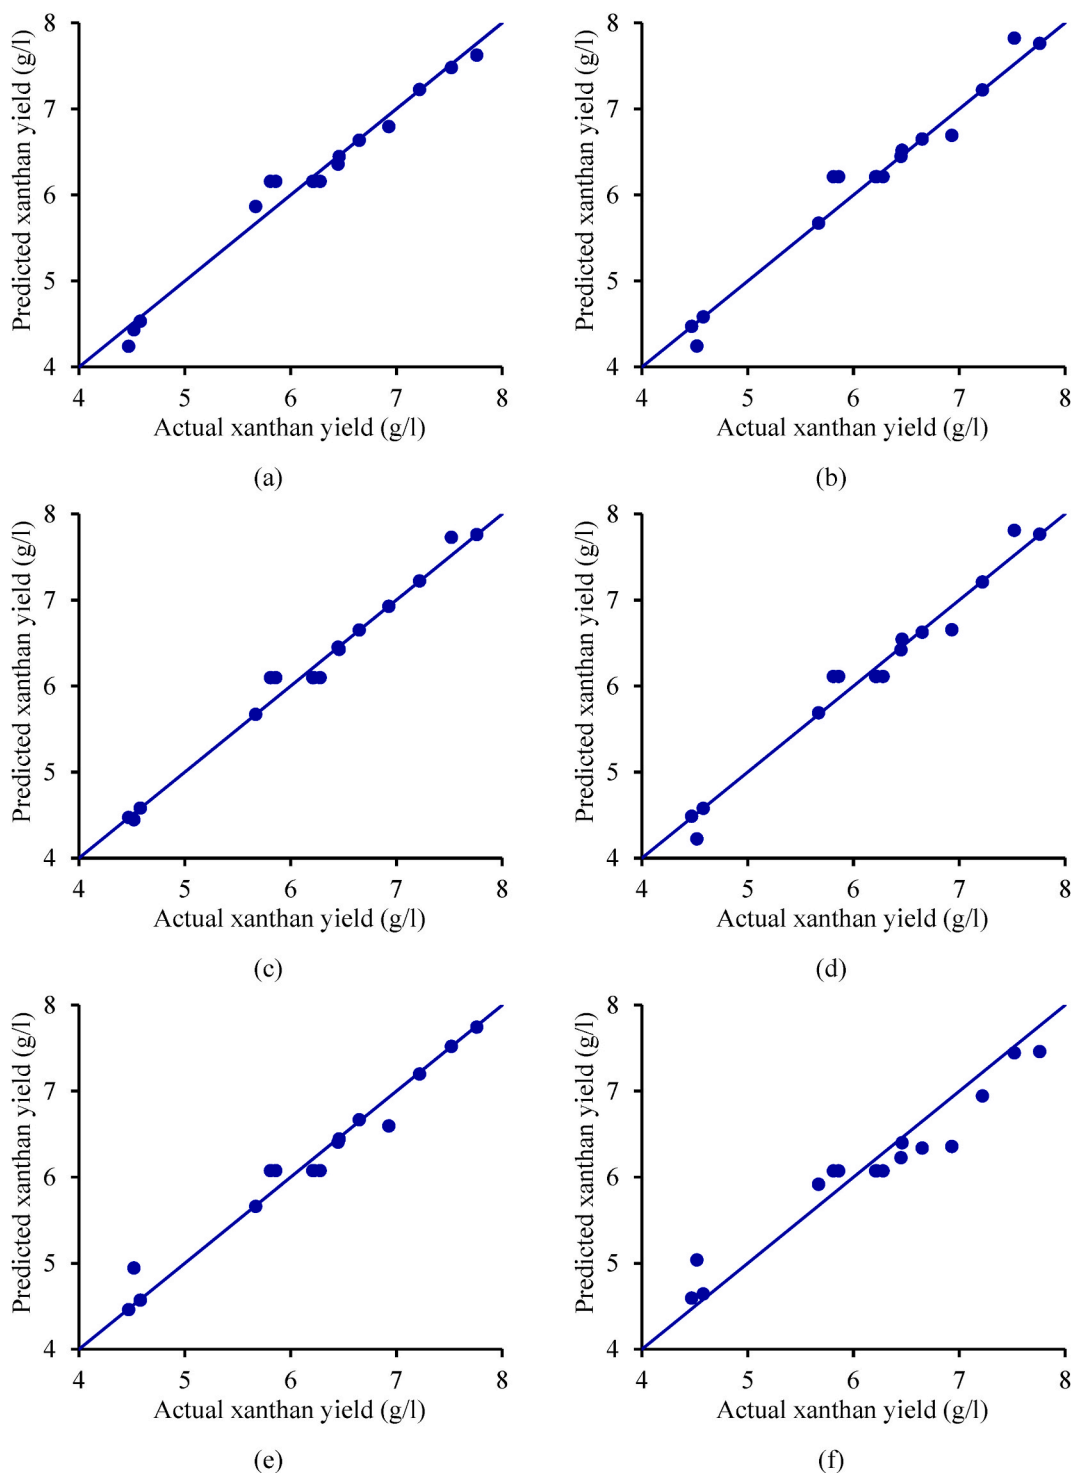 8 8
7 7
6 6
5 5
4 4
4 5 6 7 8 4 5 6 7 8
Predicted xanthan yield (g/l) Predicted xanthan yield (g/l)
Actual xanthan yield (g/l) Actual xanthan yield (g/l)
(a) (b)
8 8
7 7
6 6
5 5
4 4
4 5 6 7 8 4 5 6 7 8
Predicted xanthan yield (g/l) Predicted xanthan yield (g/l)
Actual xanthan yield (g/l) Actual xanthan yield (g/l)
(c) (d)
8 8
7 7
6 6
5 5
4 4
4 5 6 7 8 4 5 6 7 8
Predicted xanthan yield (g/l) Predicted xanthan yield (g/l)
Actual xanthan yield (g/l) Actual xanthan yield (g/l)
(e) (f)